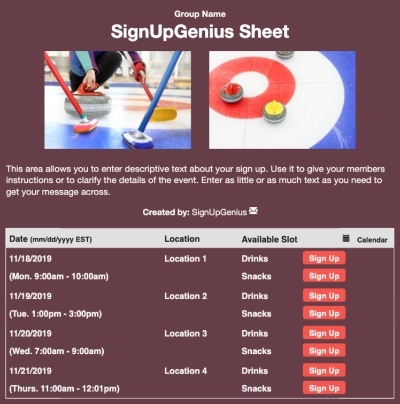 Group Name
SignUpGenius Sheet
This area allows you to enter descriptive text about your sign up. Use it to give your members
instructions or to clarify the details of the event. Enter as little or as much text as you need to
get your message across.
Created by: SignUpGenius
Date (mm/dd/yyyy EST) Location Available Slot Calendar
11/18/2019 Location 1 Drinks Sign Up
(Mon. 9:00am - 10:00am) Snacks Sign Up
11/19/2019 Location 2 Drinks Sign Up
(Tue. 1:00pm - 3:00pm) Snacks Sign Up
11/20/2019 Location 3 Drinks Sign Up
(Wed. 7:00am - 9:00am) Snacks Sign Up
11/21/2019 Location 4 Drinks Sign Up
(Thurs. 11:00am - 12:01pm) Snacks Sign Up